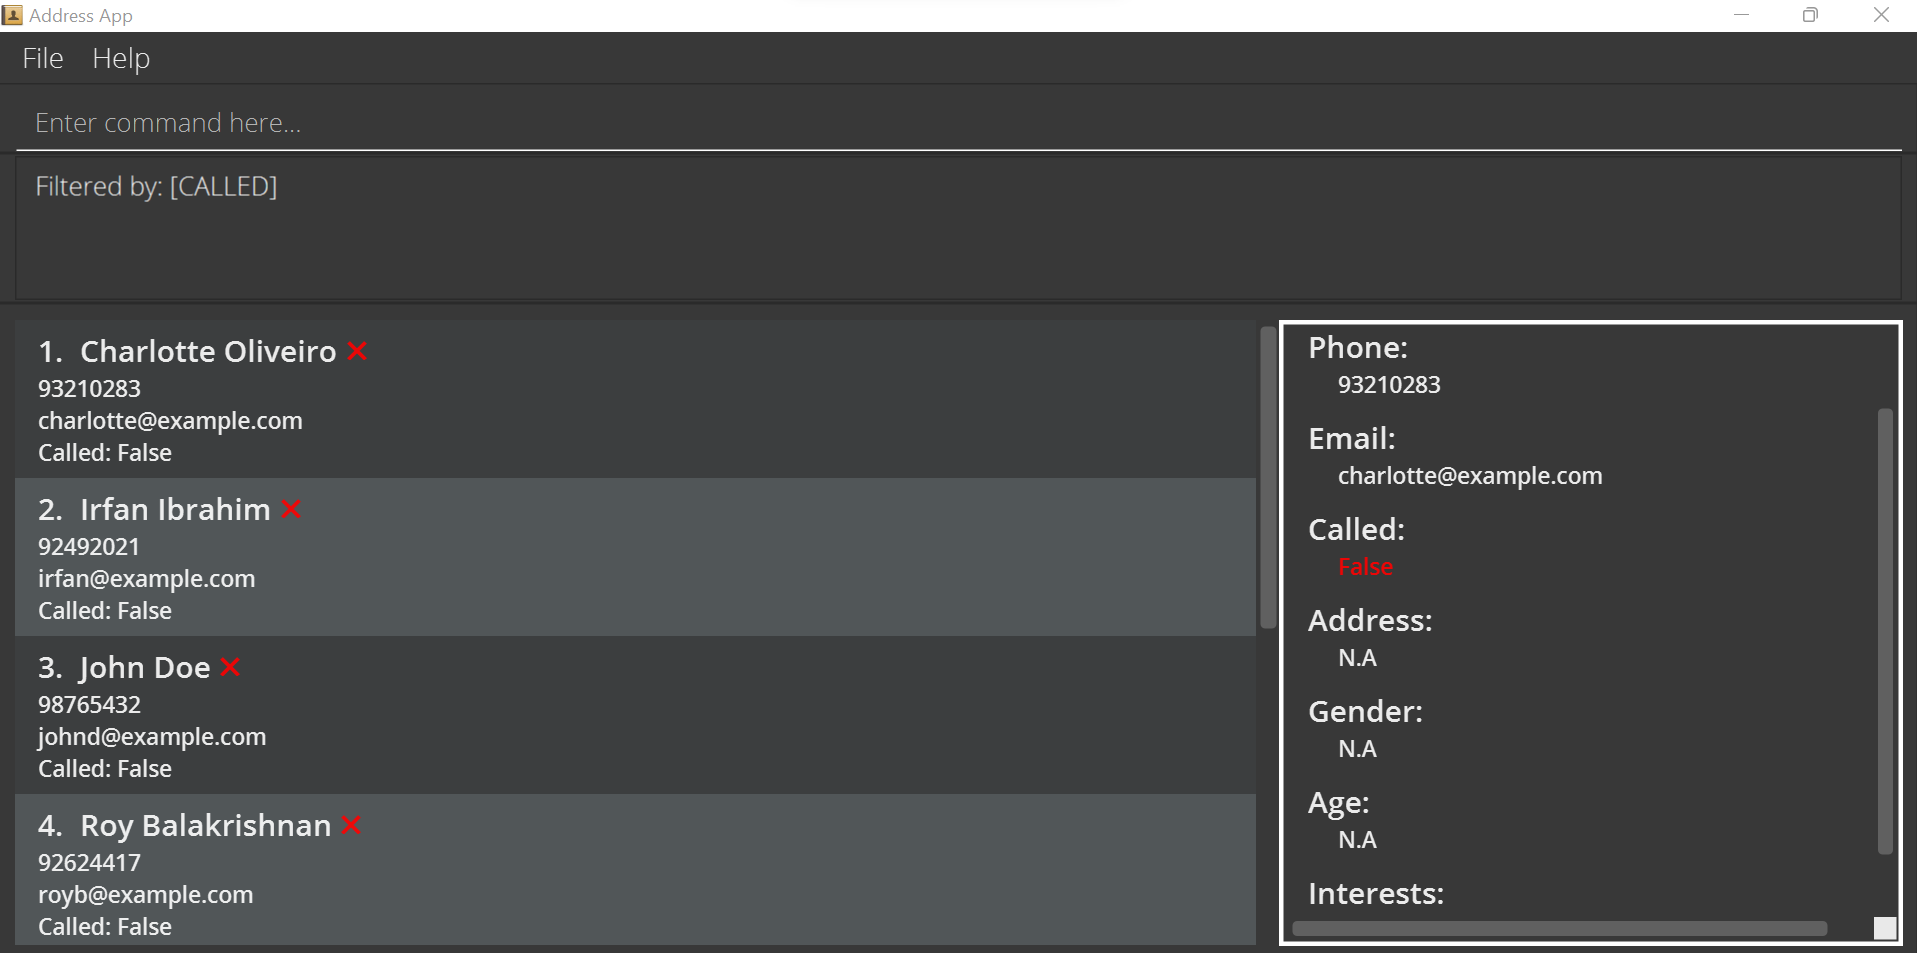 Address App
File Help
Enter command here...
Filtered by: [CALLED]
1. Charlotte Oliveiro
93210283
charlotte@example.com
Called: False
2. Irfan Ibrahim
92492021
irfan@example.com
Called: False
3. John Doe
98765432
johnd@example.com
Called: False
4. Roy Balakrishnan
92624417
royb@example.com
Called: False
Phone:
93210283
Email:
charlotte@example.com
Called:
False
Address:
N.A
Gender:
N.A
Age:
N.A
Interests: